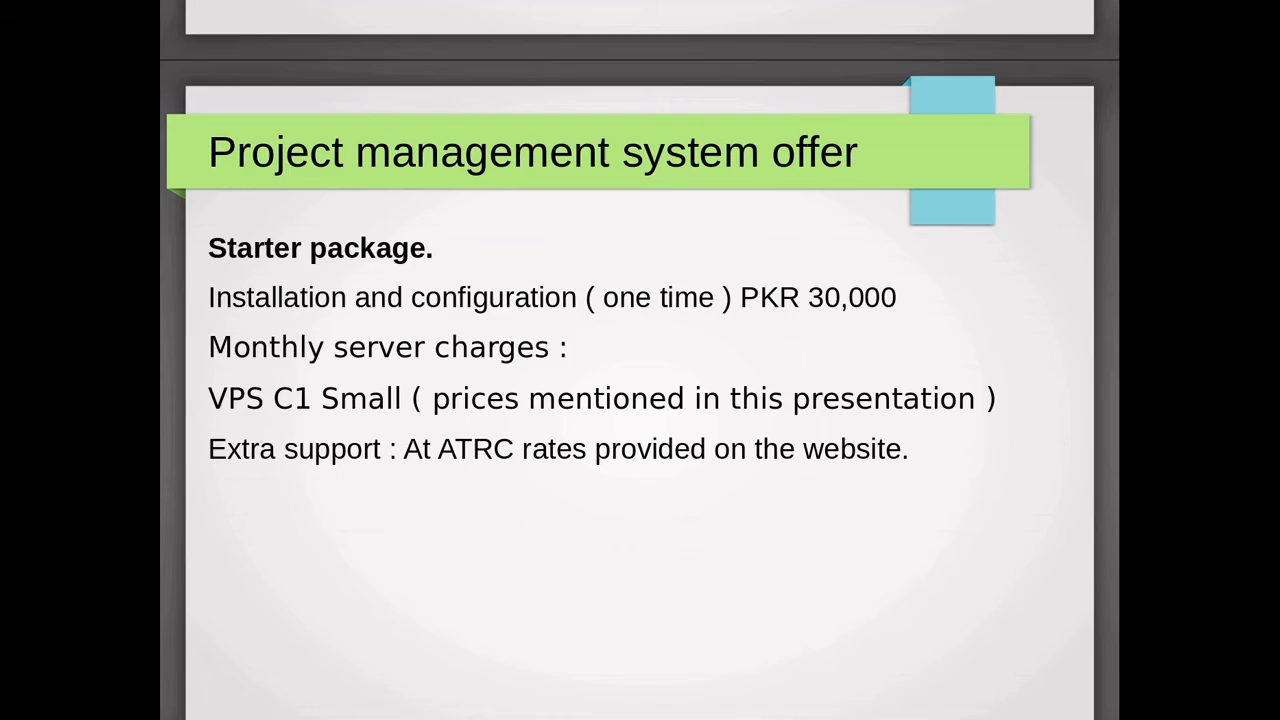 Project management system offer
Starter package.
Installation and configuration ( one time ) PKR 30,000
Monthly server charges :
VPS C1 Small ( prices mentioned in this presentation )
Extra support : At ATRC rates provided on the website.